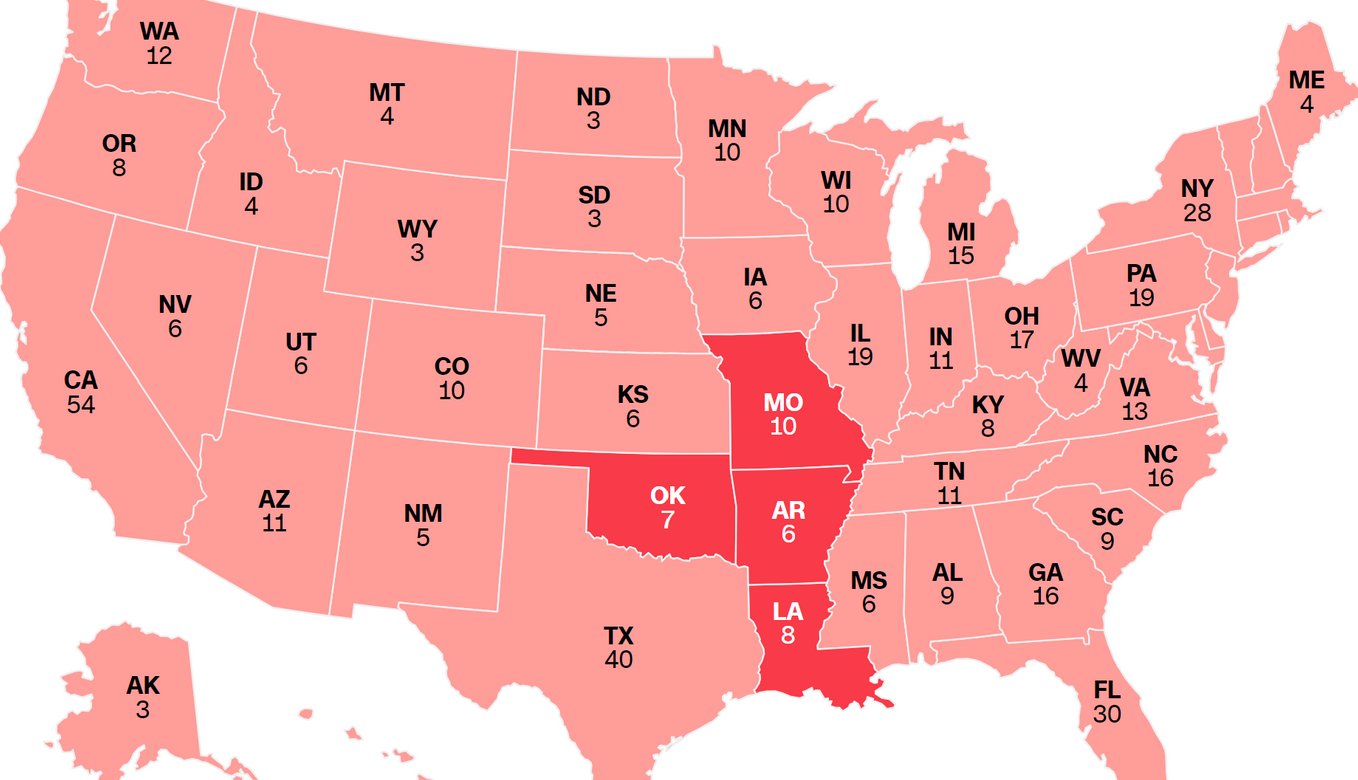 WA
12
MT
4
ND
3
MN
10
ME
4
OR
8
ID
4
WY
3
SD
3
WI
10
MI
15
NY
28
NV
6
UT
6
CO
10
NE
5
IA
6
IL
19
IN
11
OH
17
PA
19
CA
54
KS
6
MO
10
KY
8
WV
4
VA
13
AZ
11
NM
5
OK
7
AR
6
TN
11
NC
16
SC
9
MS
6
AL
9
GA
16
LA
8
TX
40
AK
3
FL
30